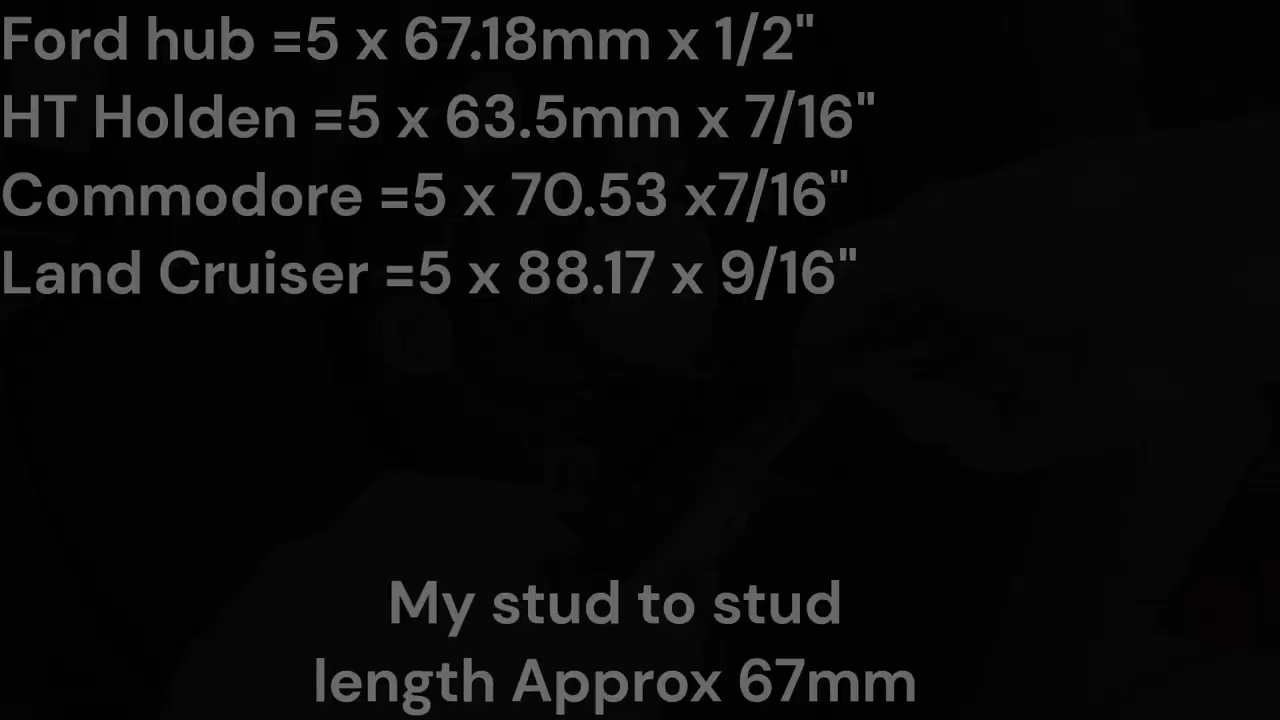 Ford hub =5 x 67.18mm x 1/2"
HT Holden =5 x 63.5mm x 7/16"
Commodore =5 x 70.53 x7/16"
Land Cruiser =5 x 88.17 x 9/16"
My stud to stud
length Approx 67mm